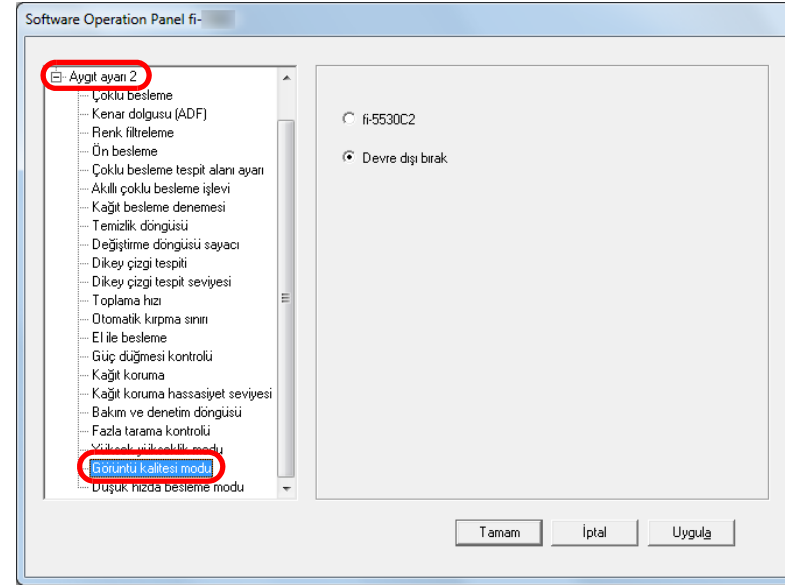 Software Operation Panel fi-
Aygıt ayarı 2
Çoklu besleme
Kenar dolgusu (ADF)
Renk filtreleme
Ön besleme
Çoklu besleme tespit alanı ayarı
Akıllı çoklu besleme işlevi
Kağıt besleme denemesi
Temizlik döngüsü
Değiştirme döngüsü sayacı
Dikey çizgi tespiti
Dikey çizgi tespit seviyesi
Toplama hızı
Otomatik kırpma sınırı
El ile besleme
Güç düğmesi kontrolü
Kağıt koruma
Kağıt koruma hassasiyet seviyesi
Bakım ve denetim döngüsü
Fazla tarama kontrolü
Yüksek yükseklik modu
Görüntü kalitesi modu
Düşük hızda besleme modu
fi-5530C2
Devre dışı bırak
Tamam
İptal
Uygula